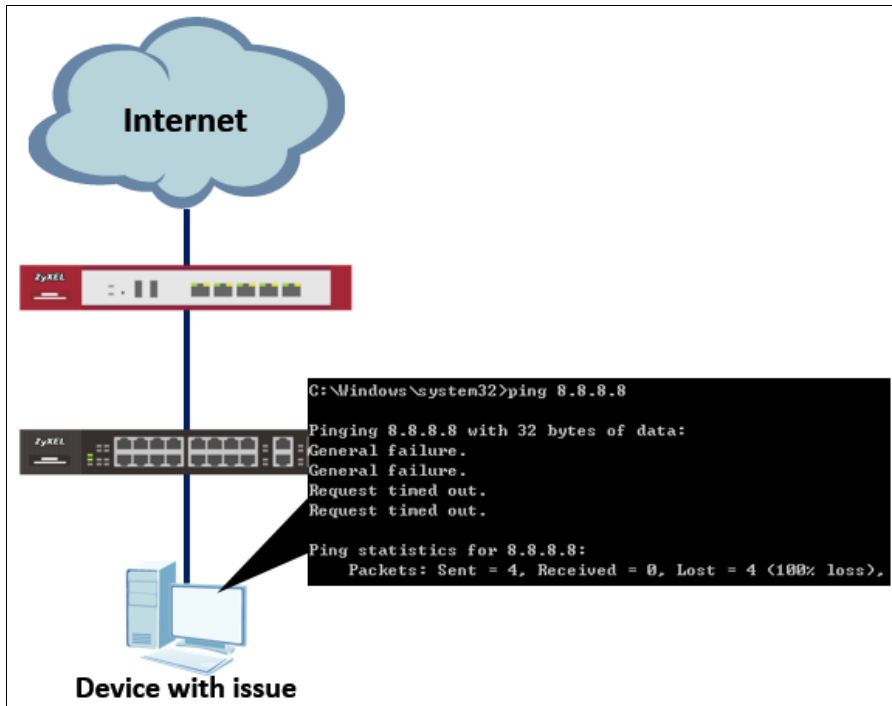 Internet
ZyXEL
C:\Windows\system32>ping 8.8.8.8
Pinging 8.8.8.8 with 32 bytes of data:
General failure.
General failure.
Request timed out.
Request timed out.
Ping statistics for 8.8.8.8:
Packets: Sent = 4, Received = 0, Lost = 4 (100% loss),
ZyXEL
Device with issue